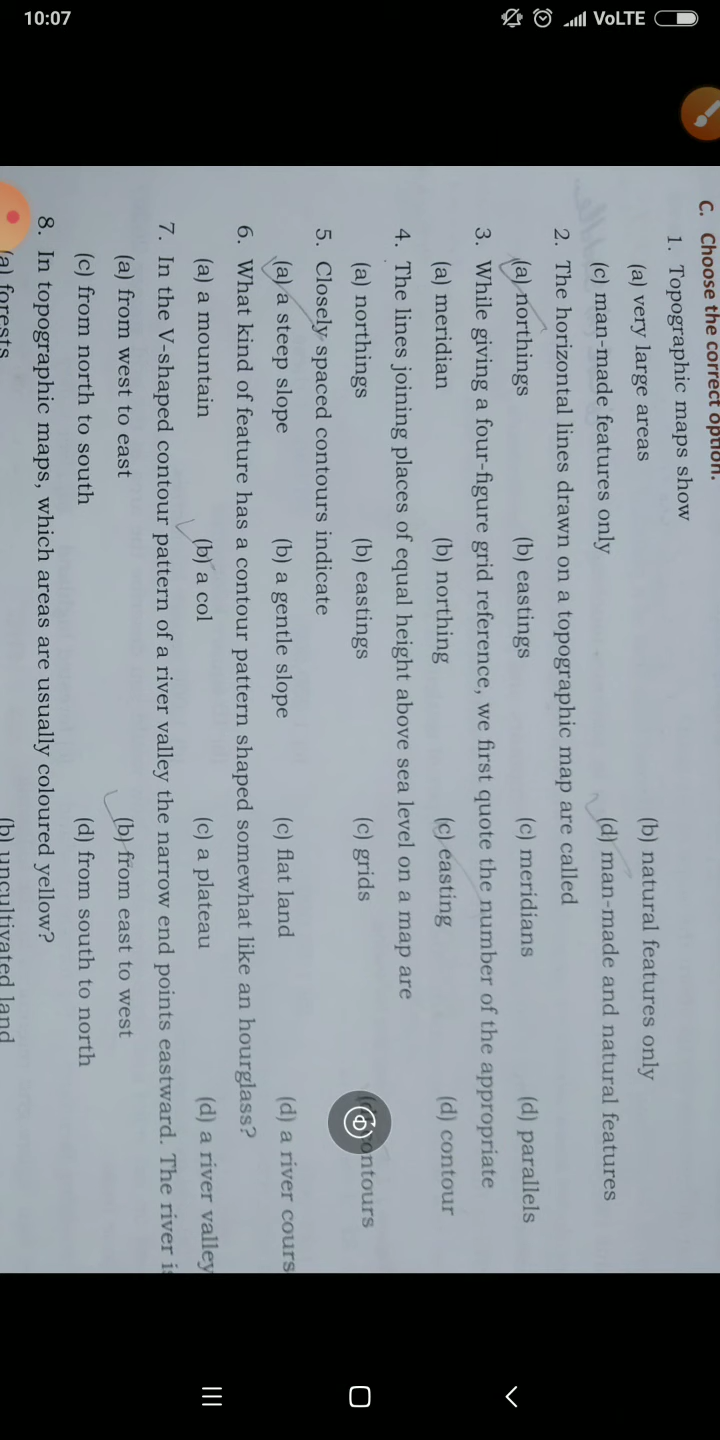 10:07
VoLTE
C. Choose the correct option.
1. Topographic maps show
(a) very large areas (b) natural features only
(c) man-made features only (d) man-made and natural features
2. The horizontal lines drawn on a topographic map are called
(a) northings (b) eastings (c) meridians (d) parallels
3. While giving a four-figure grid reference, we first quote the number of the appropriate
(a) meridian (b) northing (c) easting (d) contour
4. The lines joining places of equal height above sea level on a map are
(a) northings (b) eastings (c) grids (d) contours
5. Closely spaced contours indicate
(a) a steep slope (b) a gentle slope (c) flat land (d) a river cours
6. What kind of feature has a contour pattern shaped somewhat like an hourglass?
(a) a mountain (b) a col (c) a plateau (d) a river valley
7. In the V-shaped contour pattern of a river valley the narrow end points eastward. The river is
(a) from west to east (b) from east to west
(c) from north to south (d) from south to north
8. In topographic maps, which areas are usually coloured yellow?
(a) forests (b) uncultivated land